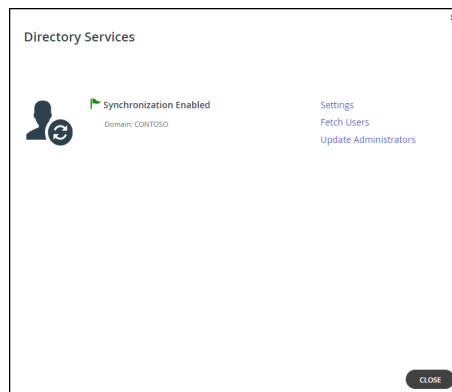 Directory Services
Synchronization Enabled
Domain: CONTOSO
Settings
Fetch Users
Update Administrators
CLOSE